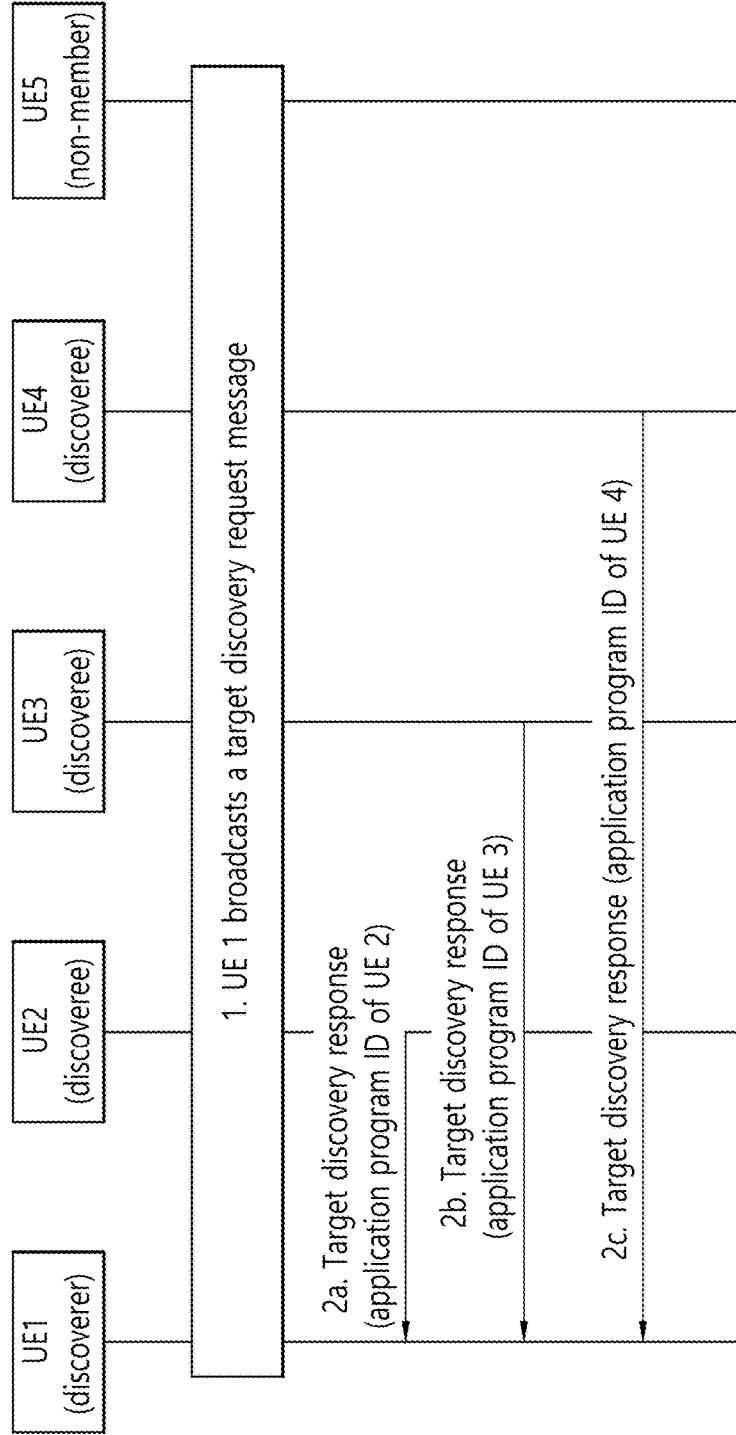 UE1
(discoverer)
UE2
(discoveree)
UE3
(discoveree)
UE4
(discoveree)
UE5
(non-member)
1. UE 1 broadcasts a target discovery request message
2a. Target discovery response
(application program ID of UE 2)
2b. Target discovery response
(application program ID of UE 3)
2c. Target discovery response (application program ID of UE 4)